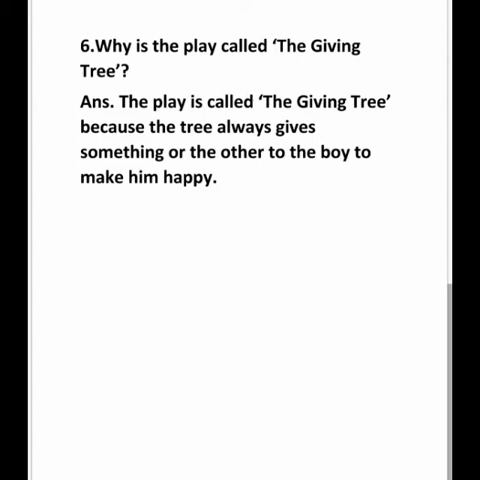 6.Why is the play called ‘The Giving
Tree’?
Ans. The play is called ‘The Giving Tree’
because the tree always gives
something or the other to the boy to
make him happy.